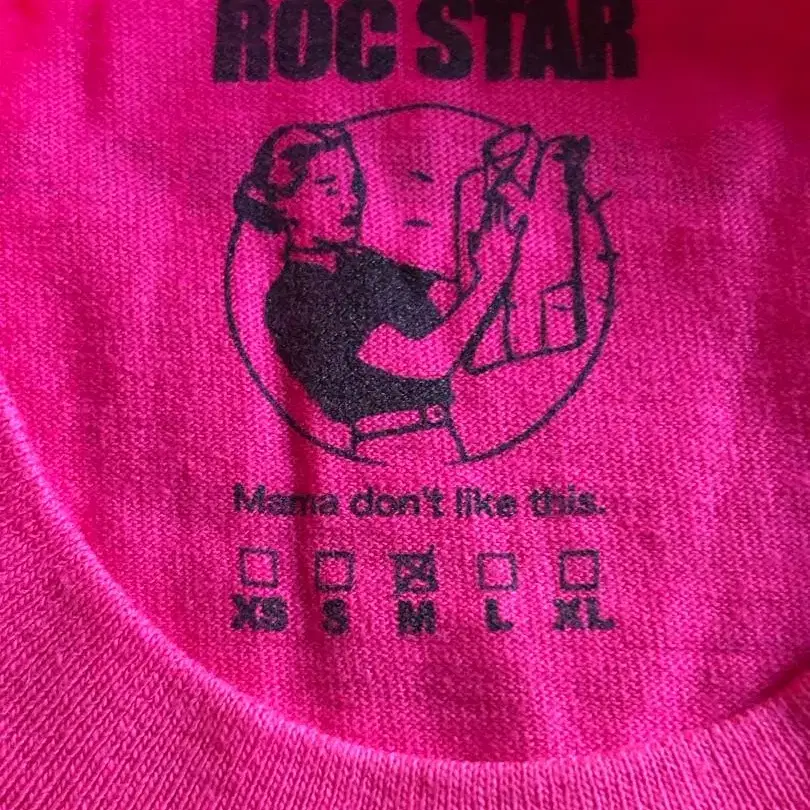 ROC STAR
Mama don't like this.
XS S M L XL